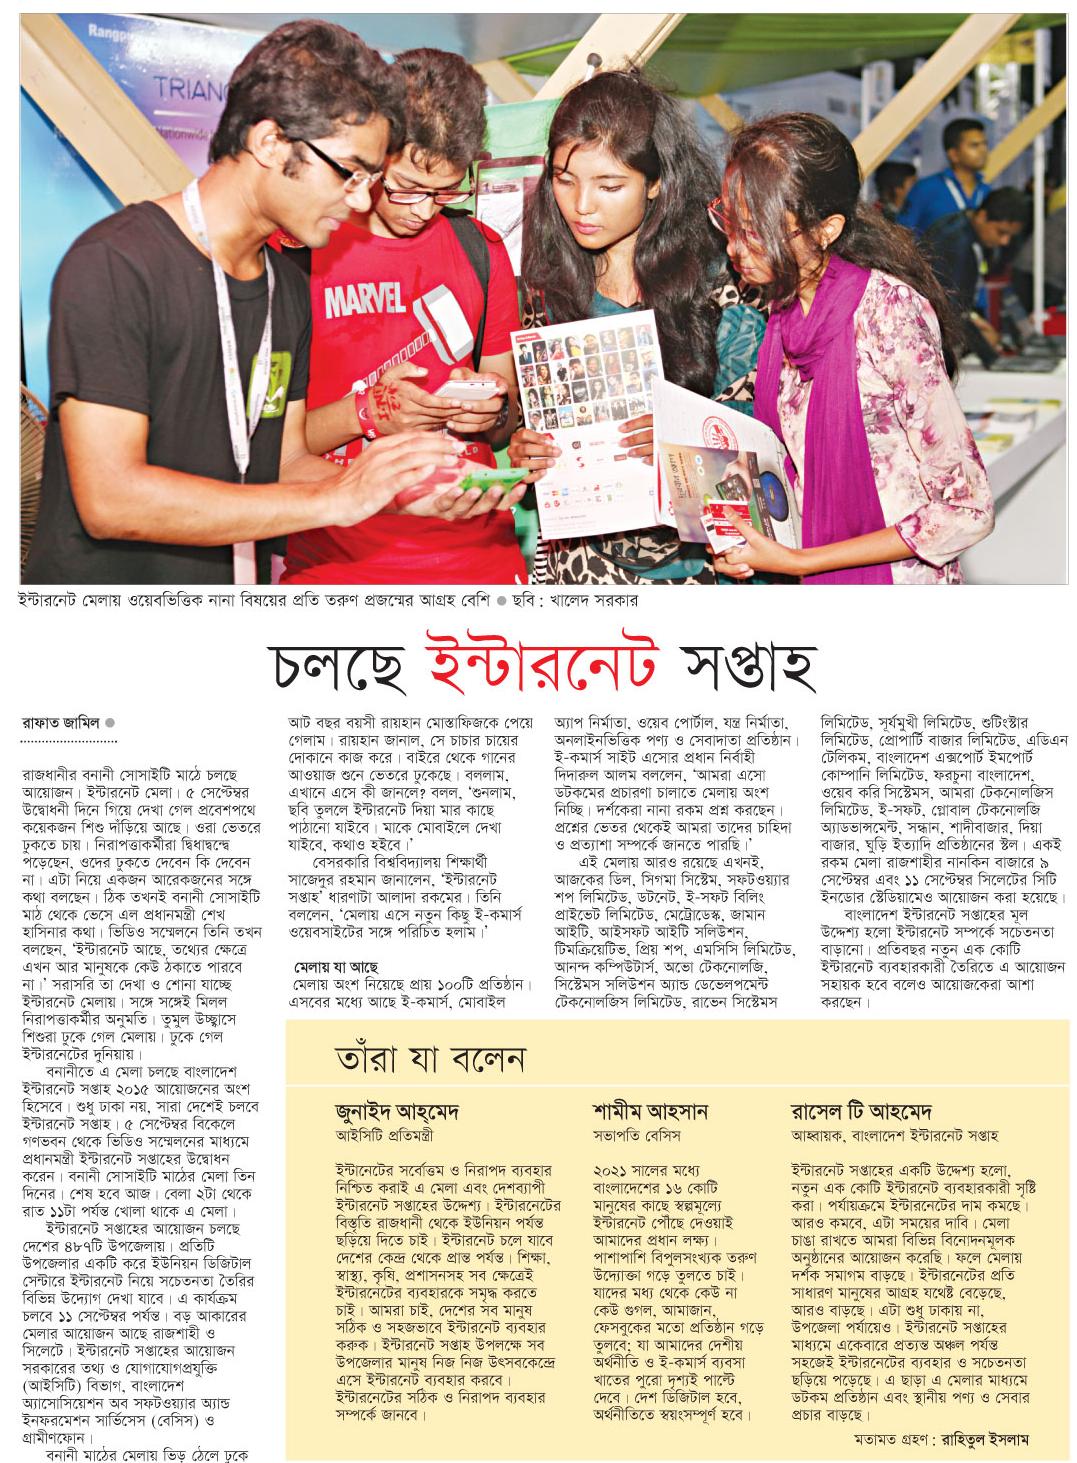 Rangp
TRIANG
Nationwide
MARVEL
ইন্টারনেট মেলায় ওয়েবভিত্তিক নানা বিষয়ের প্রতি তরুণ প্রজন্মের আগ্রহ বেশি ● ছবি : খালেদ সরকার
চলছে ইন্টারনেট সপ্তাহ
রাফাত জামিল ●
রাজধানীর বনানী সোসাইটি মাঠে চলছে
আয়োজন। ইন্টারনেট মেলা। ৫ সেপ্টেম্বর
উদ্বোধনী দিনে গিয়ে দেখা গেল প্রবেশপথে
কয়েকজন শিশু দাঁড়িয়ে আছে। ওরা ভেতরে
ঢুকতে চায়। নিরাপত্তাকর্মীরা দ্বিধাদ্বন্দ্বে
পড়েছেন, ওদের ঢুকতে দেবেন কি দেবেন
না। এটা নিয়ে একজন আরেকজনের সঙ্গে
কথা বলছেন। ঠিক তখনই বনানী সোসাইটি
মাঠ থেকে ভেসে এল প্রধানমন্ত্রী শেখ
হাসিনার কথা। ভিডিও সম্মেলনে তিনি তখন
বলছেন, ‘ইন্টারনেট আছে, তথ্যের ক্ষেত্রে
এখন আর মানুষকে কেউ ঠকাতে পারবে
না।’ সরাসরি তা দেখা ও শোনা যাচ্ছে
ইন্টারনেট মেলায়। সঙ্গে সঙ্গেই মিলল
নিরাপত্তাকর্মীর অনুমতি। তুমুল উচ্ছ্বাসে
শিশুরা ঢুকে গেল মেলায়। ঢুকে গেল
ইন্টারনেটের দুনিয়ায়।
বনানীতে এ মেলা চলছে বাংলাদেশ
ইন্টারনেট সপ্তাহ ২০১৫ আয়োজনের অংশ
হিসেবে। শুধু ঢাকা নয়, সারা দেশেই চলবে
ইন্টারনেট সপ্তাহ। ৫ সেপ্টেম্বর বিকেলে
গণভবন থেকে ভিডিও সম্মেলনের মাধ্যমে
প্রধানমন্ত্রী ইন্টারনেট সপ্তাহের উদ্বোধন
করেন। বনানী সোসাইটি মাঠের মেলা তিন
দিনের। শেষ হবে আজ। বেলা ২টা থেকে
রাত ১১টা পর্যন্ত খোলা থাকে এ মেলা।
ইন্টারনেট সপ্তাহের আয়োজন চলছে
দেশের ৪৮৭টি উপজেলায়। প্রতিটি
উপজেলার একটি করে ইউনিয়ন ডিজিটাল
সেন্টারে ইন্টারনেট নিয়ে সচেতনতা তৈরির
বিভিন্ন উদ্যোগ দেখা যাবে। এ কার্যক্রম
চলবে ১১ সেপ্টেম্বর পর্যন্ত। বড় আকারের
মেলার আয়োজন আছে রাজশাহী ও
সিলেটে। ইন্টারনেট সপ্তাহের আয়োজন
সরকারের তথ্য ও যোগাযোগপ্রযুক্তি
(আইসিটি) বিভাগ, বাংলাদেশ
অ্যাসোসিয়েশন অব সফটওয়্যার অ্যান্ড
ইনফরমেশন সার্ভিসেস (বেসিস) ও
গ্রামীণফোন।
বনানী মাঠের মেলায় ভিড় ঠেলে ঢুকে
আট বছর বয়সী রায়হান মোস্তাফিজকে পেয়ে
গেলাম। রায়হান জানাল, সে চাচার চায়ের
দোকানে কাজ করে। বাইরে থেকে গানের
আওয়াজ শুনে ভেতরে ঢুকেছে। বললাম,
এখানে এসে কী জানলে? বলল, ‘শুনলাম,
ছবি তুললে ইন্টারনেট দিয়া মার কাছে
পাঠানো যাইবে। মাকে মোবাইলে দেখা
যাইবে, কথাও হইবে।’
বেসরকারি বিশ্ববিদ্যালয় শিক্ষার্থী
সাজেদুর রহমান জানালেন, ‘ইন্টারনেট
সপ্তাহ’ ধারণাটা আলাদা রকমের। তিনি
বললেন, ‘মেলায় এসে নতুন কিছু ই-কমার্স
ওয়েবসাইটের সঙ্গে পরিচিত হলাম।’
মেলায় যা আছে
মেলায় অংশ নিয়েছে প্রায় ১০০টি প্রতিষ্ঠান।
এসবের মধ্যে আছে ই-কমার্স, মোবাইল
অ্যাপ নির্মাতা, ওয়েব পোর্টাল, যন্ত্র নির্মাতা,
অনলাইনভিত্তিক পণ্য ও সেবাদাতা প্রতিষ্ঠান।
ই-কমার্স সাইট এসোর প্রধান নির্বাহী
দিদারুল আলম বললেন, ‘আমরা এসো
ডটকমের প্রচারণা চালাতে মেলায় অংশ
নিচ্ছি। দর্শকেরা নানা রকম প্রশ্ন করছেন।
প্রশ্নের ভেতর থেকেই আমরা তাদের চাহিদা
ও প্রত্যাশা সম্পর্কে জানতে পারছি।’
এই মেলায় আরও রয়েছে এখনই,
আজকের ডিল, সিগমা সিস্টেম, সফটওয়্যার
শপ লিমিটেড, ডটনেট, ই-সফট বিলিং
প্রাইভেট লিমিটেড, মেট্রোডেস্ক, জামান
আইটি, আইসফট আইটি সলিউশন,
টিমক্রিয়েটিভ, প্রিয় শপ, এমসিসি লিমিটেড,
আনন্দ কম্পিউটার্স, অভো টেকনোলজি,
সিস্টেমস সলিউশন অ্যান্ড ডেভেলপমেন্ট
টেকনোলজিস লিমিটেড, রাভেন সিস্টেমস
লিমিটেড, সূর্যমুখী লিমিটেড, শুটিংস্টার
লিমিটেড, প্রোপার্টি বাজার লিমিটেড, এডিএন
টেলিকম, বাংলাদেশ এক্সপোর্ট ইমপোর্ট
কোম্পানি লিমিটেড, ফরচুনা বাংলাদেশ,
ওয়েব করি সিস্টেমস, আমরা টেকনোলজিস
লিমিটেড, ই-সফট, গ্লোবাল টেকনোলজি
অ্যাডভান্সমেন্ট, সন্ধান, শাদীবাজার, দিয়া
বাজার, ঘুড়ি ইত্যাদি প্রতিষ্ঠানের স্টল। একই
রকম মেলা রাজশাহীর নানকিন বাজারে ৯
সেপ্টেম্বর এবং ১১ সেপ্টেম্বর সিলেটের সিটি
ইনডোর স্টেডিয়ামেও আয়োজন করা হয়েছে।
বাংলাদেশ ইন্টারনেট সপ্তাহের মূল
উদ্দেশ্য হলো ইন্টারনেট সম্পর্কে সচেতনতা
বাড়ানো। প্রতিবছর নতুন এক কোটি
ইন্টারনেট ব্যবহারকারী তৈরিতে এ আয়োজন
সহায়ক হবে বলেও আয়োজকেরা আশা
করছেন।
তাঁরা যা বলেন
জুনাইদ আহ্‌মেদ
আইসিটি প্রতিমন্ত্রী
ইন্টানেটের সর্বোত্তম ও নিরাপদ ব্যবহার
নিশ্চিত করাই এ মেলা এবং দেশব্যাপী
ইন্টারনেট সপ্তাহের উদ্দেশ্য। ইন্টারনেটের
বিস্তৃতি রাজধানী থেকে ইউনিয়ন পর্যন্ত
ছড়িয়ে দিতে চাই। ইন্টারনেট চলে যাবে
দেশের কেন্দ্র থেকে প্রান্ত পর্যন্ত। শিক্ষা,
স্বাস্থ্য, কৃষি, প্রশাসনসহ সব ক্ষেত্রেই
ইন্টারনেটের ব্যবহারকে সমৃদ্ধ করতে
চাই। আমরা চাই, দেশের সব মানুষ
সঠিক ও সহজভাবে ইন্টারনেট ব্যবহার
করুক। ইন্টারনেট সপ্তাহ উপলক্ষে সব
উপজেলার মানুষ নিজ নিজ উৎসবকেন্দ্রে
এসে ইন্টারনেট ব্যবহার করবে।
ইন্টারনেটের সঠিক ও নিরাপদ ব্যবহার
সম্পর্কে জানবে।
শামীম আহসান
সভাপতি বেসিস
২০২১ সালের মধ্যে
বাংলাদেশের ১৬ কোটি
মানুষের কাছে স্বল্পমূল্যে
ইন্টারনেট পৌঁছে দেওয়াই
আমাদের প্রধান লক্ষ্য।
পাশাপাশি বিপুলসংখ্যক তরুণ
উদ্যোক্তা গড়ে তুলতে চাই।
যাদের মধ্য থেকে কেউ না
কেউ গুগল, আমাজান,
ফেসবুকের মতো প্রতিষ্ঠান গড়ে
তুলবে; যা আমাদের দেশীয়
অর্থনীতি ও ই-কমার্স ব্যবসা
খাতের পুরো দৃশ্যই পাল্টে
দেবে। দেশ ডিজিটাল হবে,
অর্থনীতিতে স্বয়ংসম্পূর্ণ হবে।
রাসেল টি আহমেদ
আহ্বায়ক, বাংলাদেশ ইন্টারনেট সপ্তাহ
ইন্টারনেট সপ্তাহের একটি উদ্দেশ্য হলো,
নতুন এক কোটি ইন্টারনেট ব্যবহারকারী সৃষ্টি
করা। পর্যায়ক্রমে ইন্টারনেটের দাম কমছে।
আরও কমবে, এটা সময়ের দাবি। মেলা
চাঙা রাখতে আমরা বিভিন্ন বিনোদনমূলক
অনুষ্ঠানের আয়োজন করেছি। ফলে মেলায়
দর্শক সমাগম বাড়ছে। ইন্টারনেটের প্রতি
সাধারণ মানুষের আগ্রহ যথেষ্ট বেড়েছে,
আরও বাড়ছে। এটা শুধু ঢাকায় না,
উপজেলা পর্যায়েও। ইন্টারনেট সপ্তাহের
মাধ্যমে একেবারে প্রত্যন্ত অঞ্চল পর্যন্ত
সহজেই ইন্টারনেটের ব্যবহার ও সচেতনতা
ছড়িয়ে পড়েছে। এ ছাড়া এ মেলার মাধ্যমে
ডটকম প্রতিষ্ঠান এবং স্থানীয় পণ্য ও সেবার
প্রচার বাড়ছে।
মতামত গ্রহণ : রাহিতুল ইসলাম